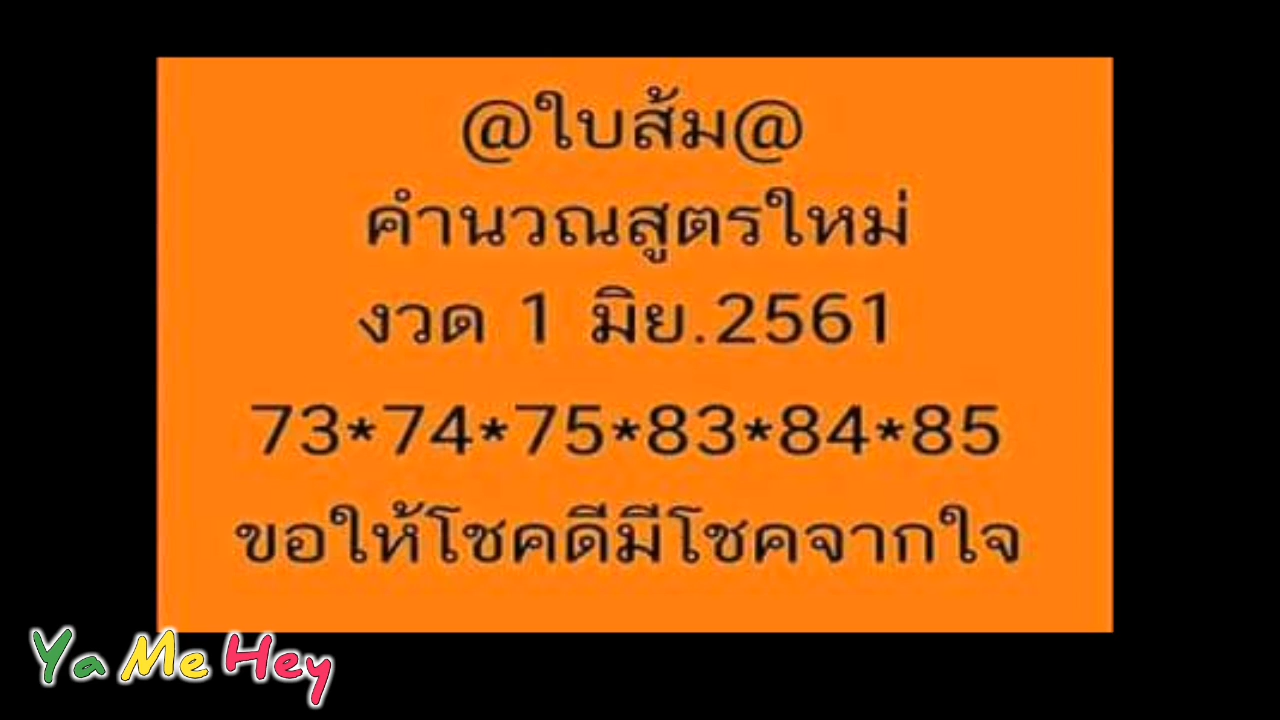 @ใบส้ม@
คำนวณสูตรใหม่
งวด 1 มิย.2561
73*74*75*83*84*85
ขอให้โชคดีมีโชคจากใจ
Ya Me Hey